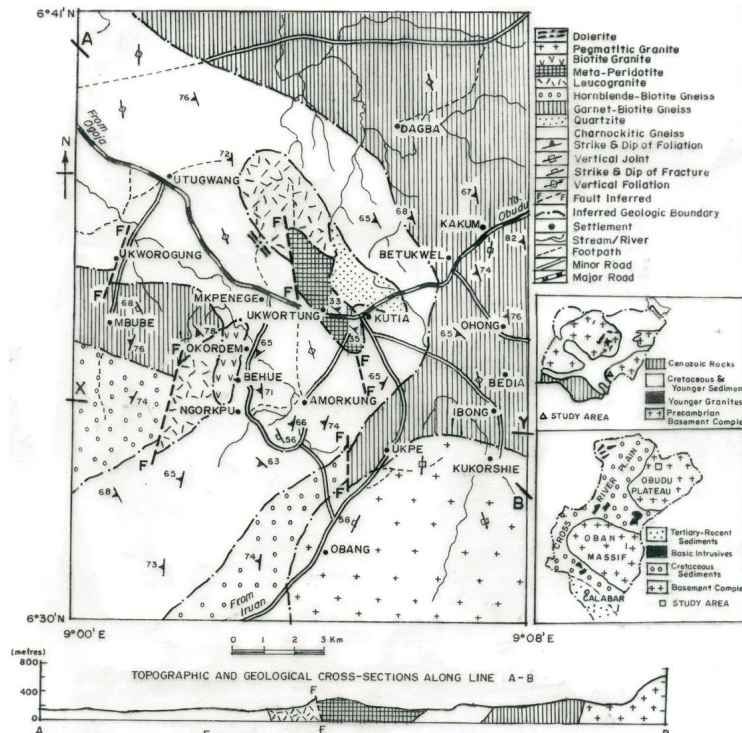 6°41'
A
76
From Ogoja
N
DAGBA
72
UTUGWANG
F
67
To Obudu
65
68
KAKUM
82
UKWOROGUNG
F
F
BETUKWEL
74
68
MKPENEGE
F
33
MBUBE
UKWORTUNG
KUTIA
76
OHONG
76
78
OKORDEM
65
35
F
65
BEHUE
F
65
BEDIA
X
74
71
AMORKUNG
F
NGORKPU
66
IBONG
Y
56
74
F
F
63
UKPE
65
KUKORSHIE
68
F
B
58
OBANG
73
74
From Iruan
6°30'N
9°00'E
9°08'E
0 1 2 3 Km
Dolerite
Pegmatitic Granite
Biotite Granite
Meta-Peridotite
Leucogranite
Hornblende-Biotite Gneiss
Garnet-Biotite Gneiss
Quartzite
Charnockitic Gneiss
Strike & Dip of Foliation
Vertical Joint
Strike & Dip of Fracture
Vertical Foliation
F F Fault Inferred
Inferred Geologic Boundary
Settlement
Stream/River
Footpath
Minor Road
Major Road
Cenozoic Rocks
Cretaceous &
Younger Sediment
Younger Granites
Precambrian
Basement Comple
STUDY AREA
CROSS RIVER PLAIN
OBUDU
PLATEAU
OBAN
MASSIF
CALABAR
Tertiary-Recent
Sediments
Basic Intrusives
Cretaceous
Sediments
Basement Comple
STUDY AREA
(metres)
TOPOGRAPHIC AND GEOLOGICAL CROSS-SECTIONS ALONG LINE A-B
800
400
0
F
A
F
B